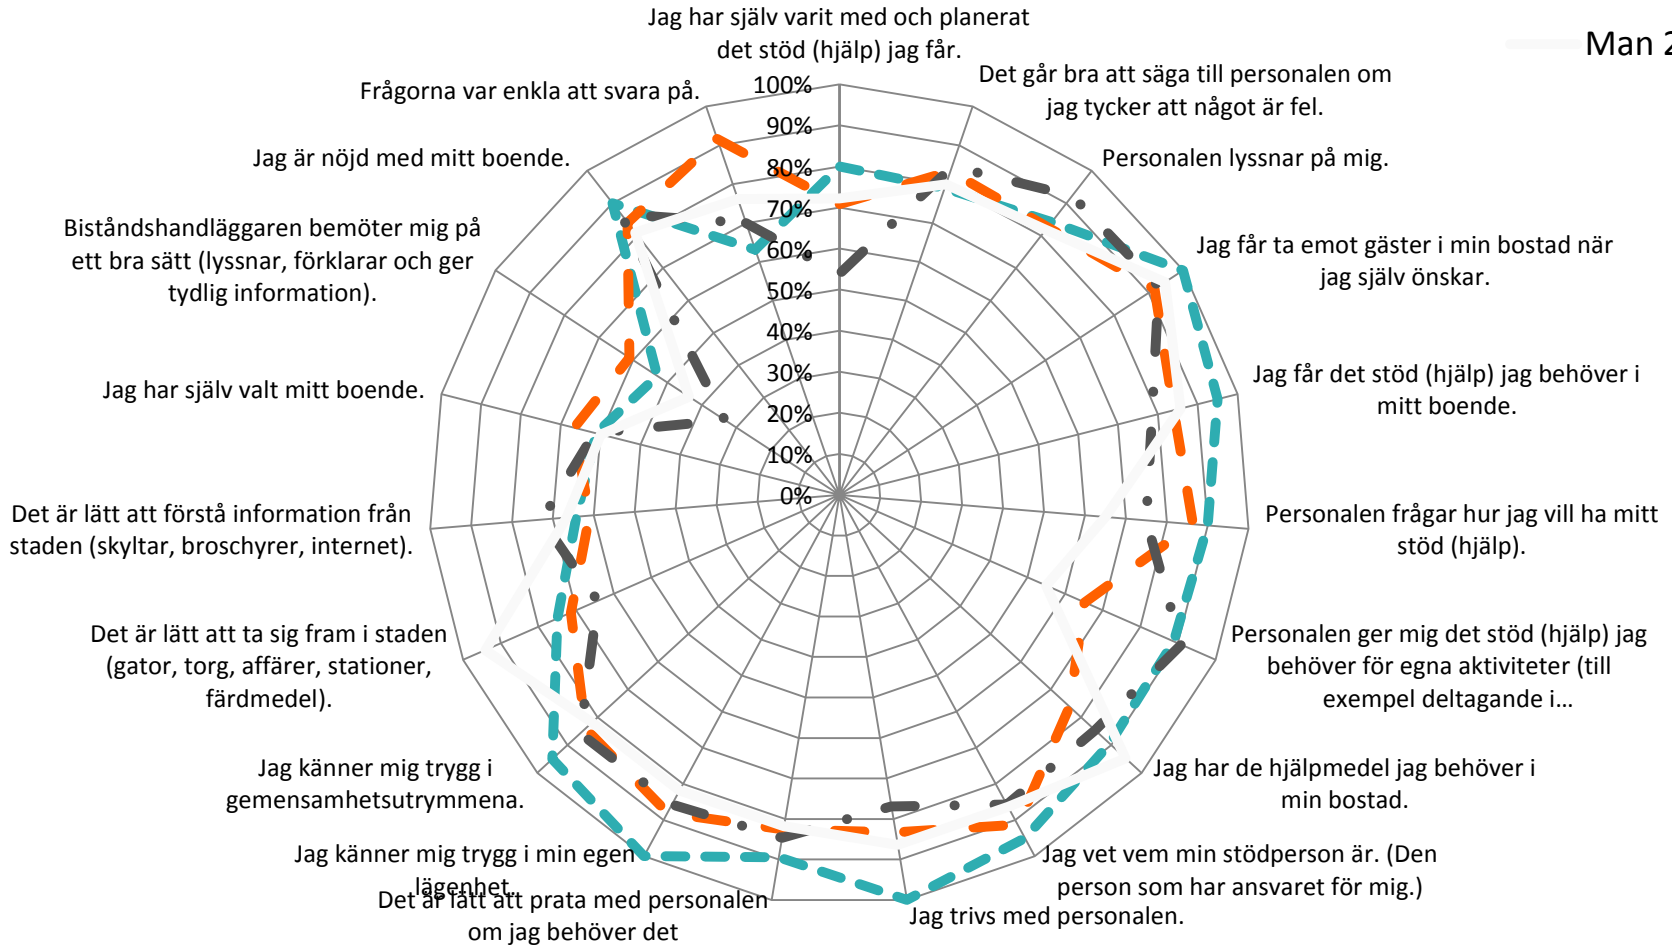 Jag har själv varit med och planerat
det stöd (hjälp) jag får.
Man 2
Det går bra att säga till personalen om
jag tycker att något är fel.
Personalen lyssnar på mig.
Jag får ta emot gäster i min bostad när
jag själv önskar.
Jag får det stöd (hjälp) jag behöver i
mitt boende.
Personalen frågar hur jag vill ha mitt
stöd (hjälp).
Personalen ger mig det stöd (hjälp) jag
behöver för egna aktiviteter (till
exempel deltagande i...
Jag har de hjälpmedel jag behöver i
min bostad.
Jag vet vem min stödperson är. (Den
person som har ansvaret för mig.)
Jag trivs med personalen.
Det är lätt att prata med personalen
om jag behöver det
Jag känner mig trygg i min egen
lägenhet.
Jag känner mig trygg i
gemensamhetsutrymmena.
Det är lätt att ta sig fram i staden
(gator, torg, affärer, stationer,
färdmedel).
Det är lätt att förstå information från
staden (skyltar, broschyrer, internet).
Jag har själv valt mitt boende.
Biståndshandläggaren bemöter mig på
ett bra sätt (lyssnar, förklarar och ger
tydlig information).
Jag är nöjd med mitt boende.
Frågorna var enkla att svara på.
100%
90%
80%
70%
60%
50%
40%
30%
20%
10%
0%